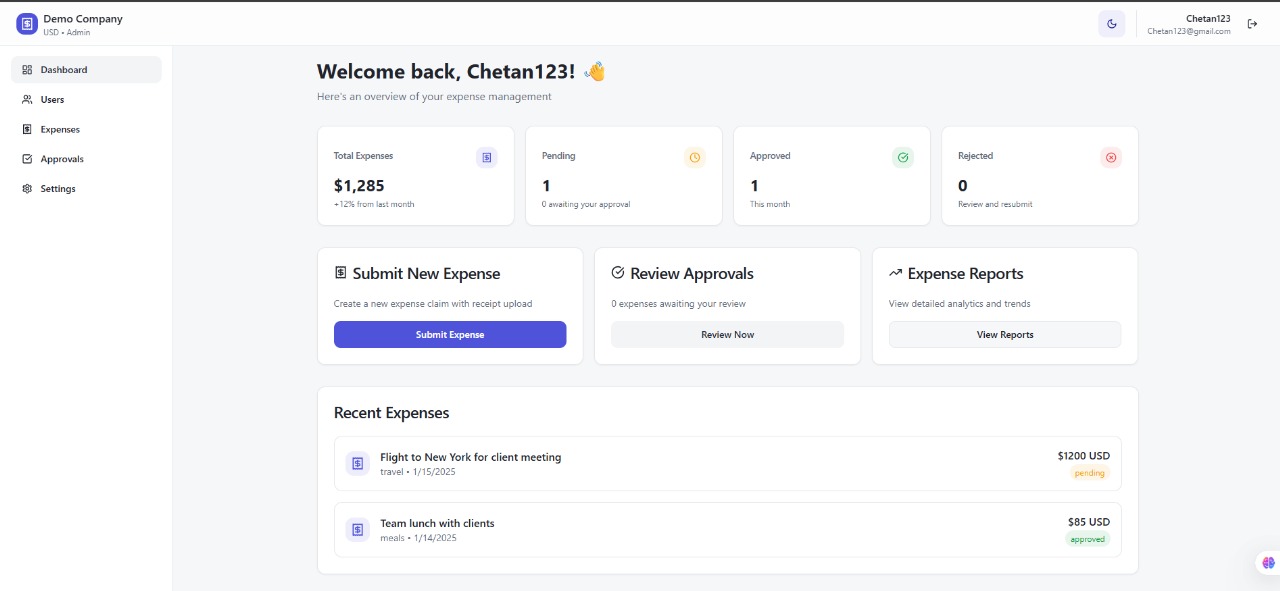 Demo Company
USD • Admin
Chetan123
Chetan123@gmail.com
Dashboard
Users
Expenses
Approvals
Settings
Welcome back, Chetan123! 👋
Here's an overview of your expense management
Total Expenses
$1,285
+12% from last month
Pending
1
0 awaiting your approval
Approved
1
This month
Rejected
0
Review and resubmit
Submit New Expense
Create a new expense claim with receipt upload
Submit Expense
Review Approvals
0 expenses awaiting your review
Review Now
Expense Reports
View detailed analytics and trends
View Reports
Recent Expenses
Flight to New York for client meeting
travel • 1/15/2025
$1200 USD
pending
Team lunch with clients
meals • 1/14/2025
$85 USD
approved